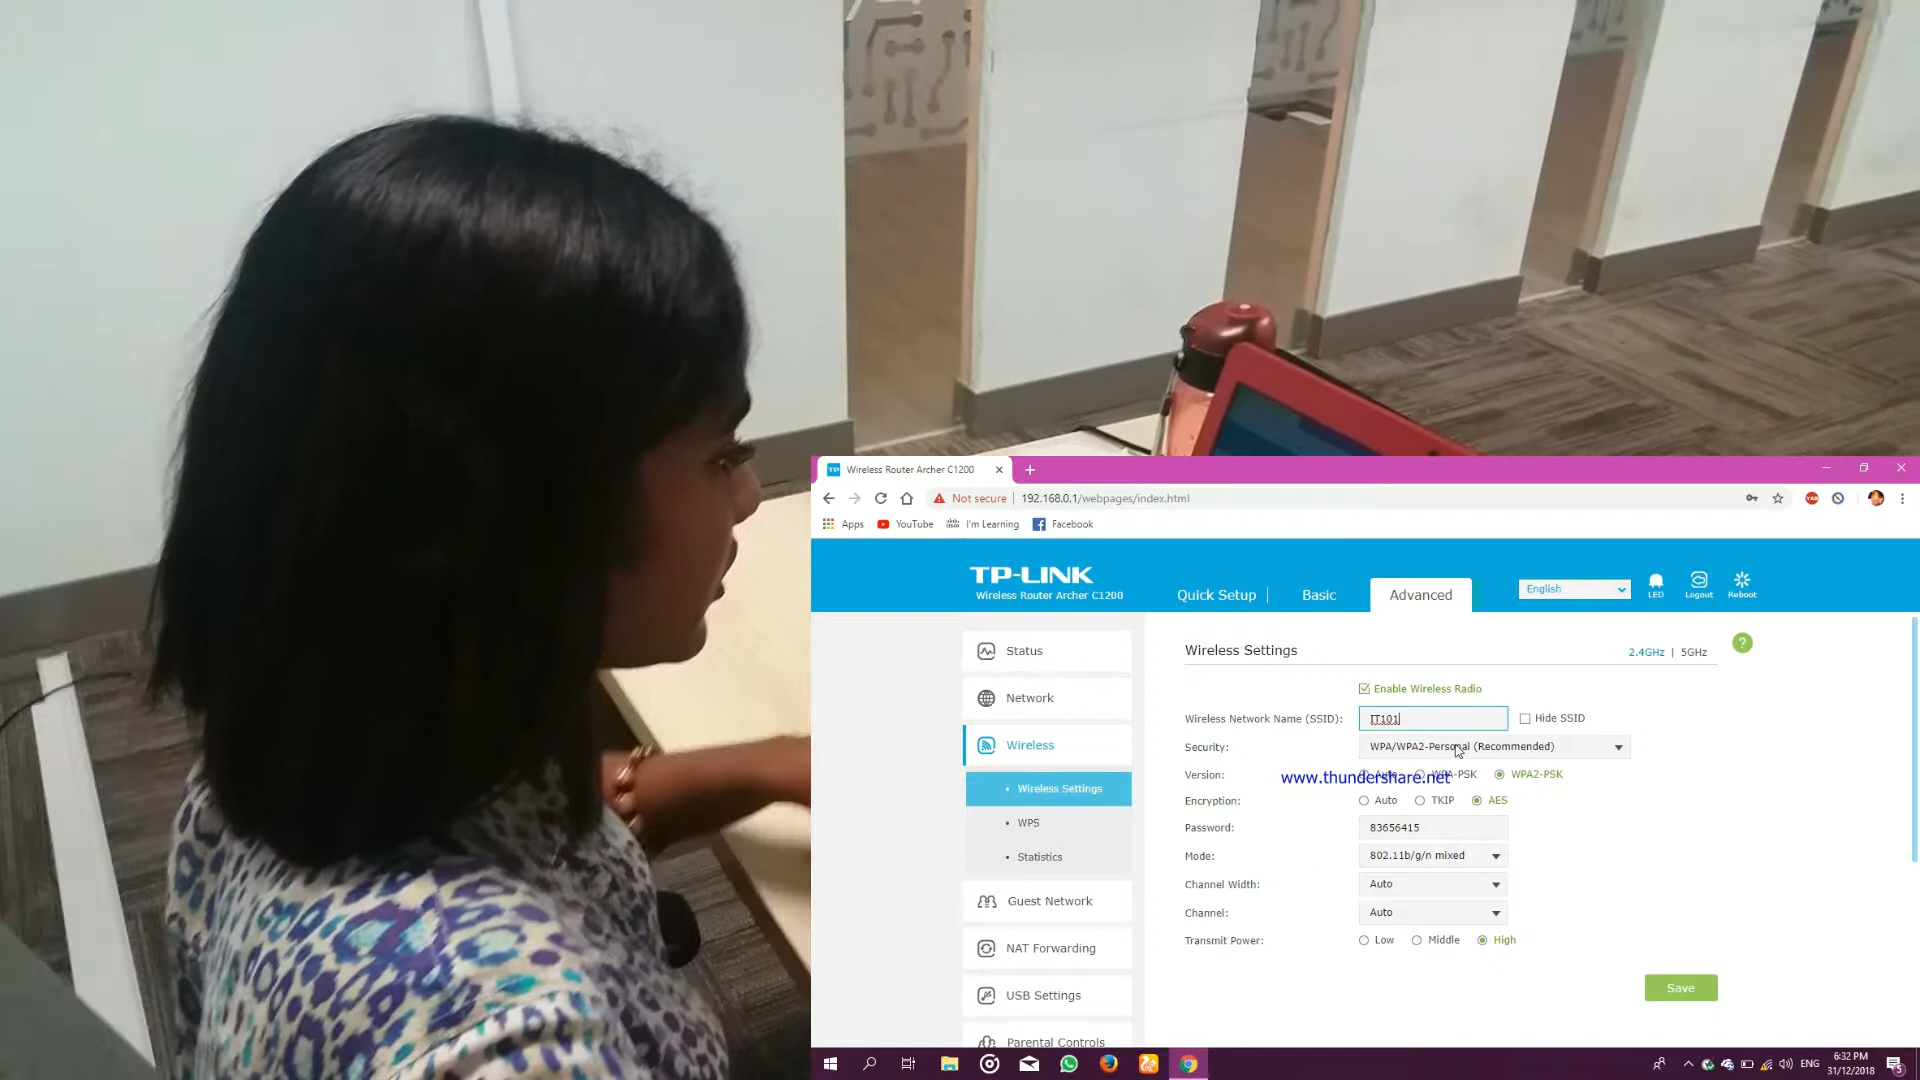 Wireless Router Archer C1200
Not secure | 192.168.0.1/webpages/index.html
Apps YouTube I'm Learning Facebook
TP-LINK
Wireless Router Archer C1200
Quick Setup | Basic Advanced
English
LED Logout Reboot
Status
Network
Wireless
• Wireless Settings
• WPS
• Statistics
Guest Network
NAT Forwarding
USB Settings
Parental Controls
Wireless Settings
2.4GHz | 5GHz
?
Enable Wireless Radio
Wireless Network Name (SSID): IT101 Hide SSID
Security: WPA/WPA2-Personal (Recommended)
Version: Auto WPA-PSK WPA2-PSK
www.thundershare.net
Encryption: Auto TKIP AES
Password: 83656415
Mode: 802.11b/g/n mixed
Channel Width: Auto
Channel: Auto
Transmit Power: Low Middle High
Save
ENG
6:32 PM
31/12/2018